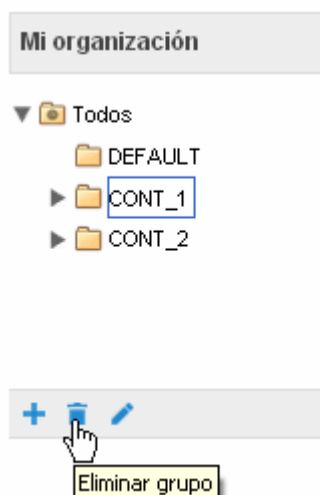 Mi organización
Todos
DEFAULT
CONT_1
CONT_2
Eliminar grupo